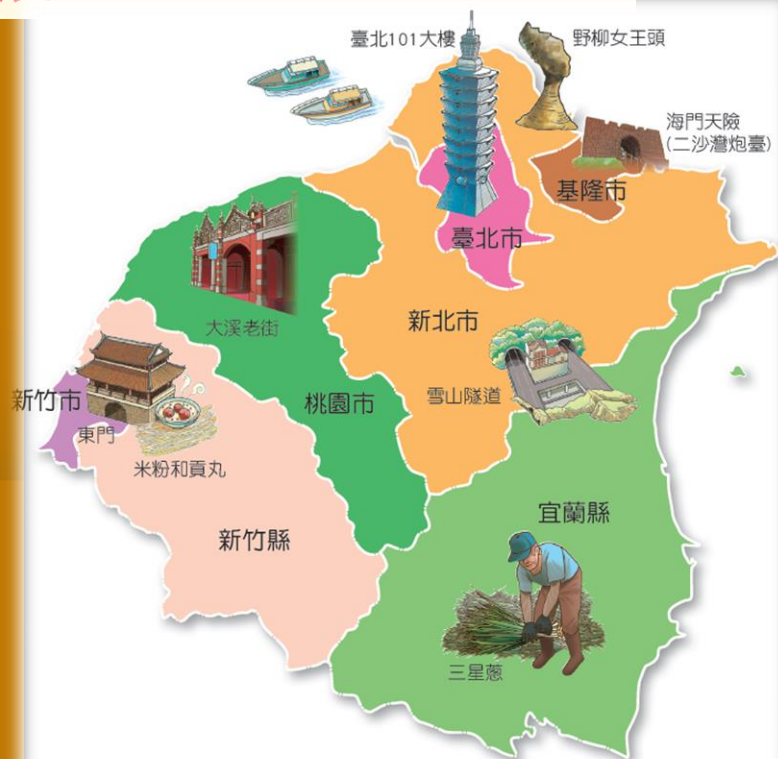 臺北101大樓
野柳女王頭
海門天險
(二沙灣炮臺)
基隆市
臺北市
大溪老街
新北市
新竹市
桃園市
雪山隧道
東門
米粉和貢丸
新竹縣
宜蘭縣
三星蔥